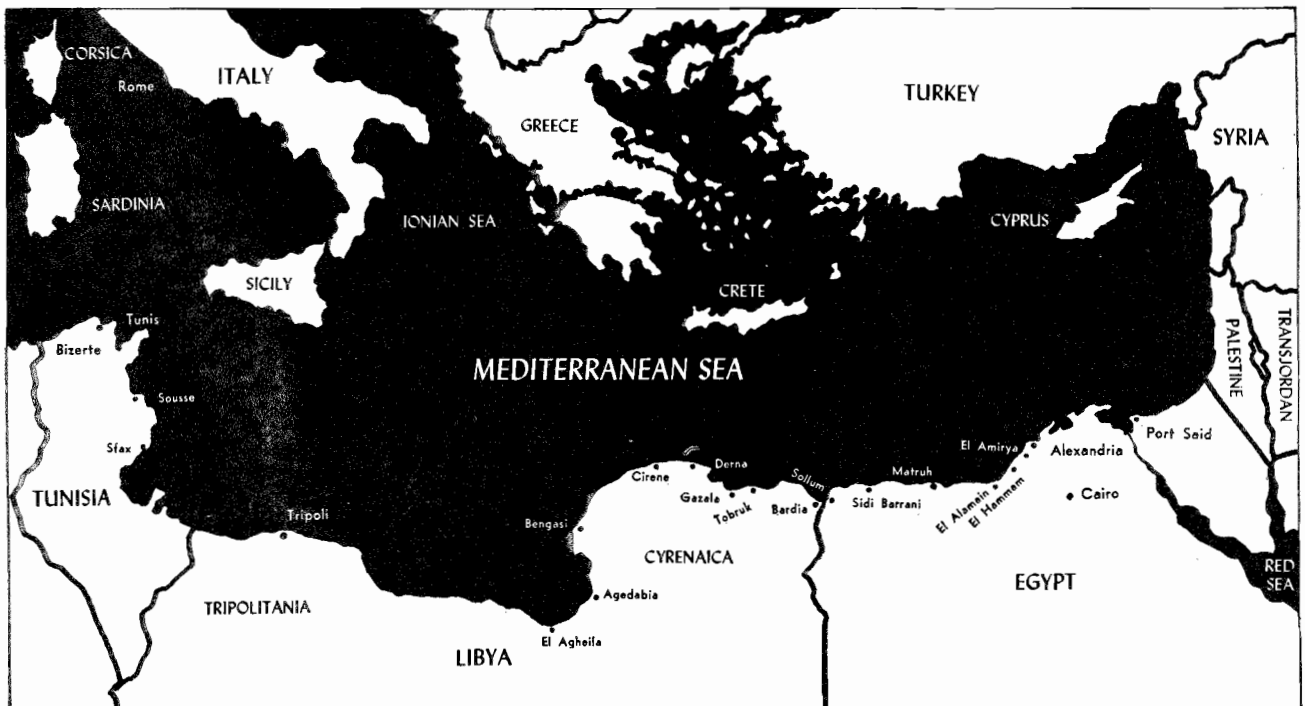 CORSICA
Rome
ITALY
GREECE
TURKEY
SYRIA
SARDINIA
IONIAN SEA
CYPRUS
SICILY
CRETE
Tunis
Bizerte
MEDITERRANEAN SEA
PALESTINE
TRANSJORDAN
Sousse
Sfax
TUNISIA
Tripoli
Bengasi
Cirene
Derna
Gazala
Tobruk
Bardia
Sollum
Sidi Barrani
Matruh
El Amirya
El Alamein
El Hammam
Alexandria
Port Said
Cairo
CYRENAICA
TRIPOLITANIA
Agedabia
El Agheila
LIBYA
EGYPT
RED
SEA